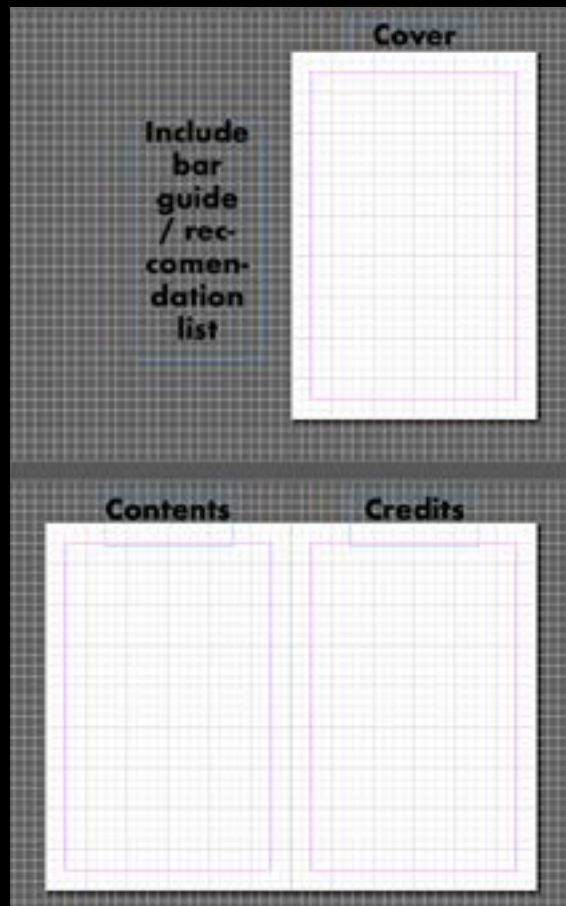 Cover
Include
bar
guide
/ rec-
comen-
dation
list
Contents
Credits